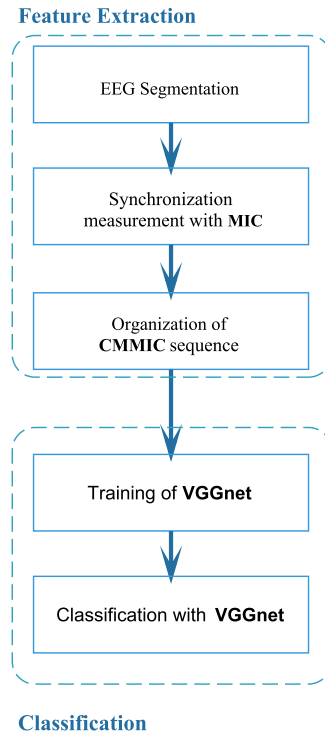 Feature Extraction
EEG Segmentation
Synchronization
measurement with MIC
Organization of
CMMIC sequence
Training of VGGnet
Classification with VGGnet
Classification